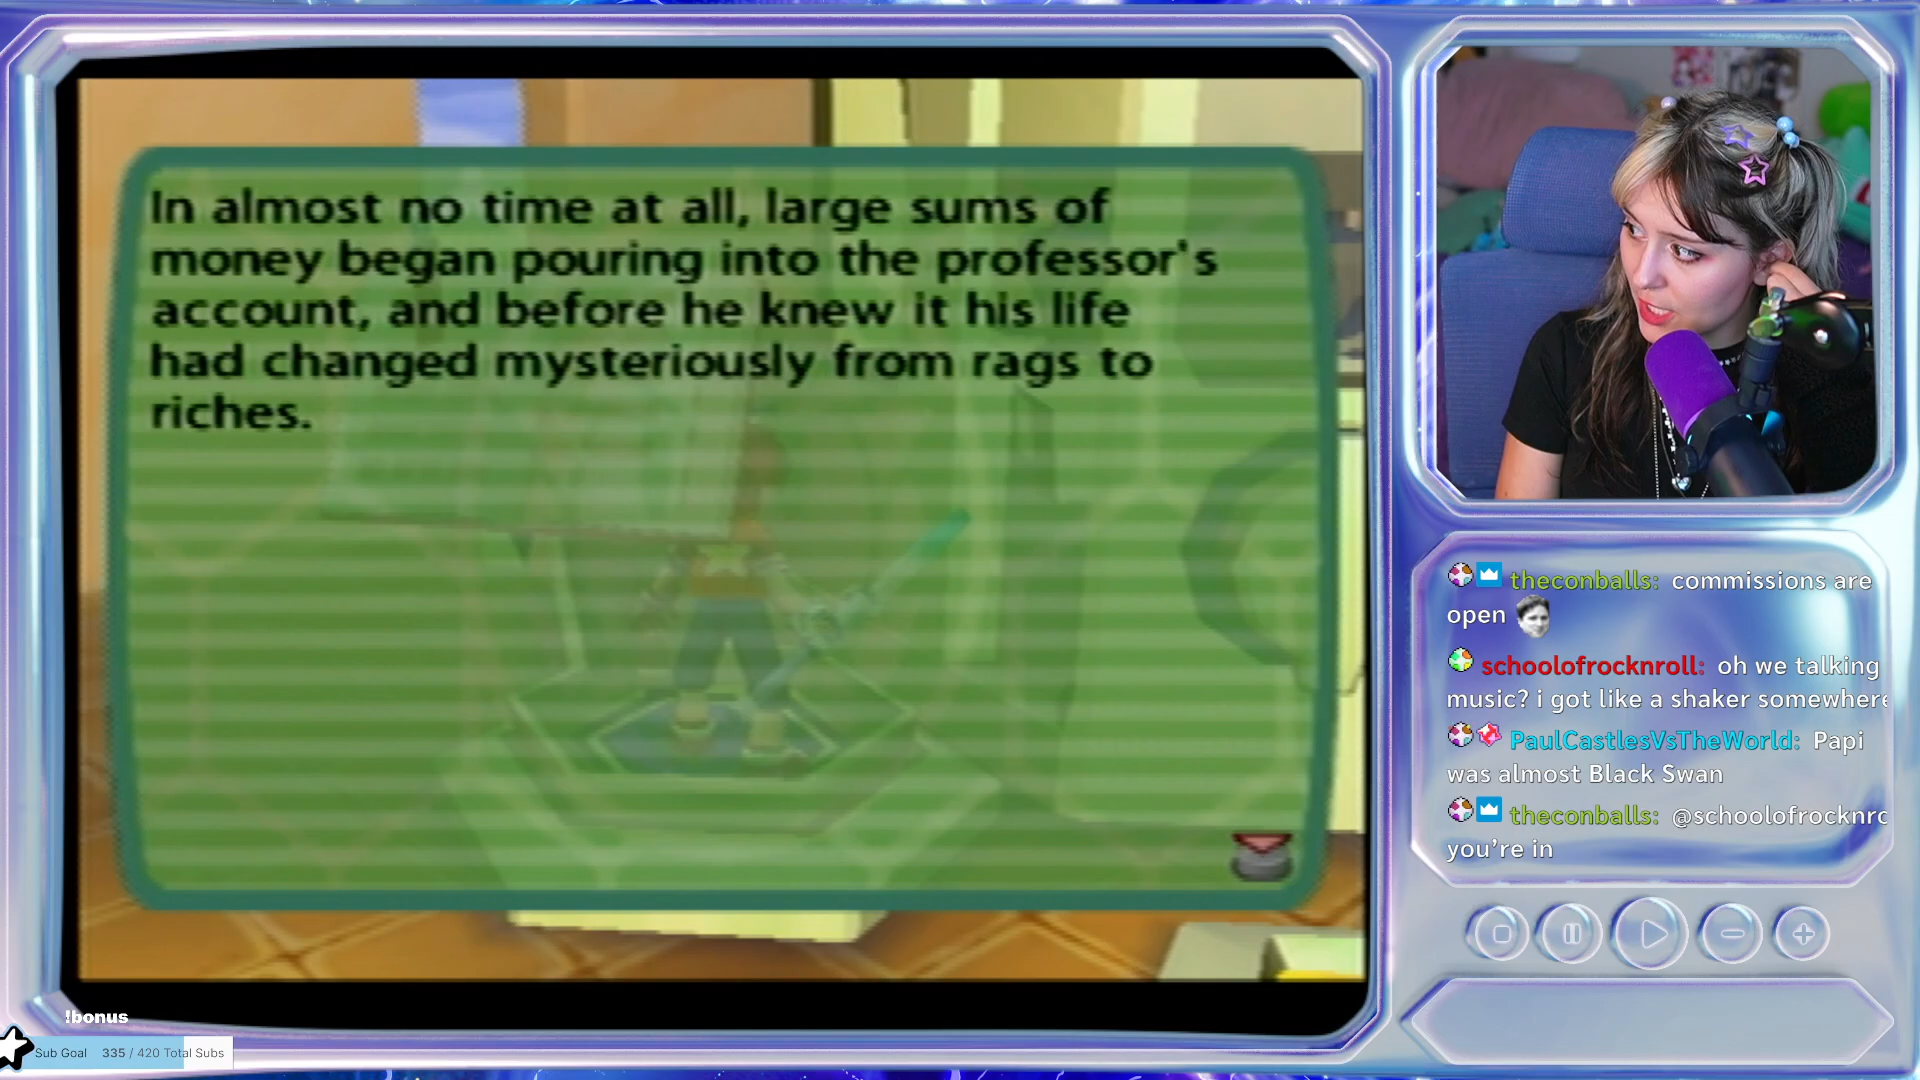 In almost no time at all, large sums of
money began pouring into the professor's
account, and before he knew it his life
had changed mysteriously from rags to
riches.
theconballs: commissions are
open
schoolofrocknroll: oh we talking
music? i got like a shaker somewhere
PaulCastlesVsTheWorld: Papi
was almost Black Swan
theconballs: @schoolofrocknro
you’re in
!bonus
Sub Goal 335 / 420 Total Subs